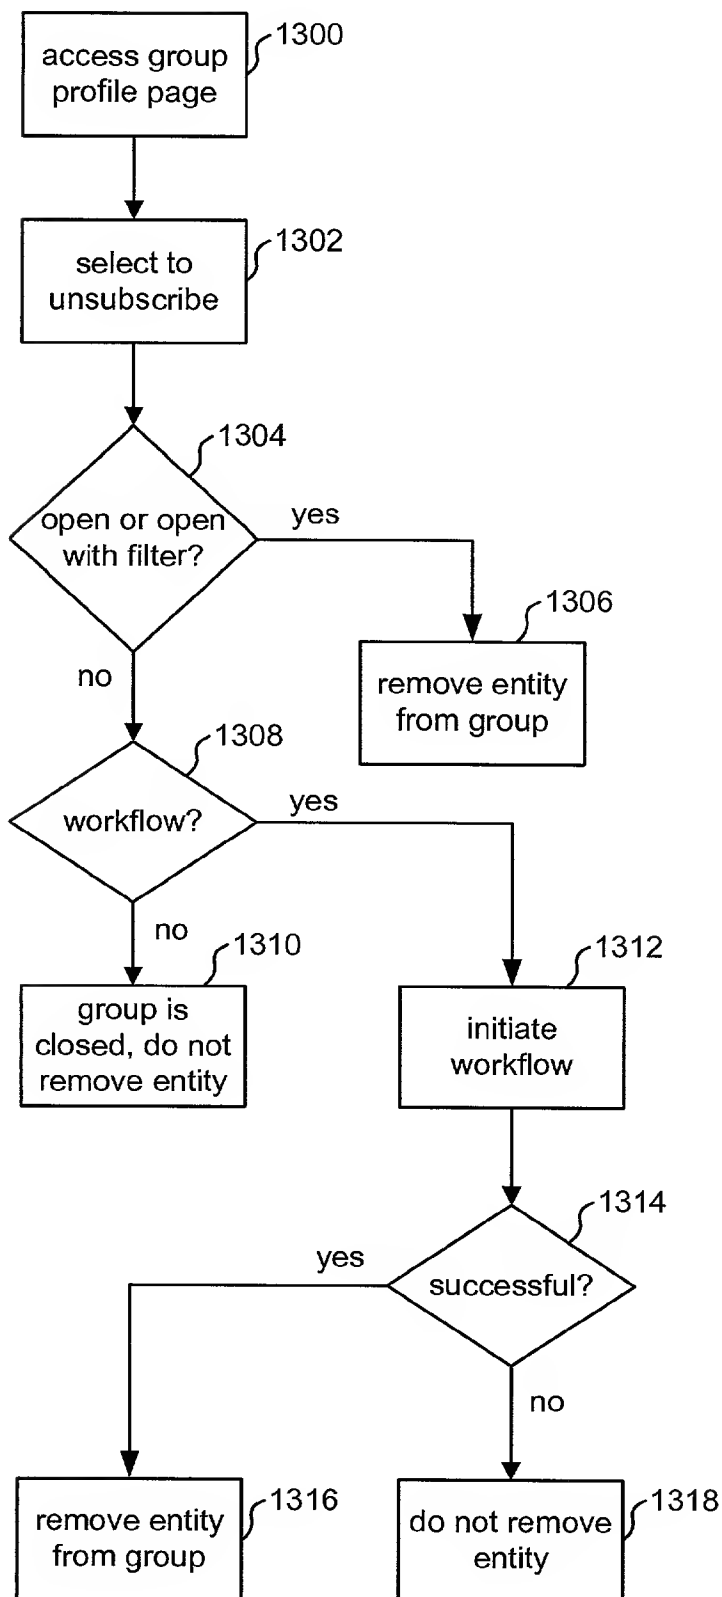 1300
access group
profile page
1302
select to
unsubscribe
1304
open or open
with filter?
yes
1306
remove entity
from group
no
1308
workflow?
yes
no
1310
group is
closed, do not
remove entity
1312
initiate
workflow
1314
successful?
yes
no
1316
remove entity
from group
1318
do not remove
entity